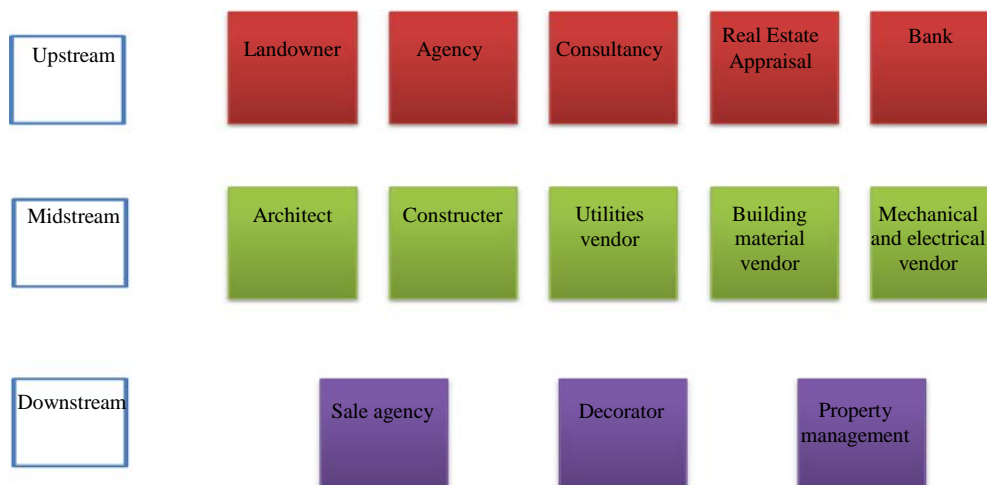 Upstream
Landowner
Agency
Consultancy
Real Estate
Appraisal
Bank
Midstream
Architect
Constructer
Utilities
vendor
Building
material
vendor
Mechanical
and electrical
vendor
Downstream
Sale agency
Decorator
Property
management